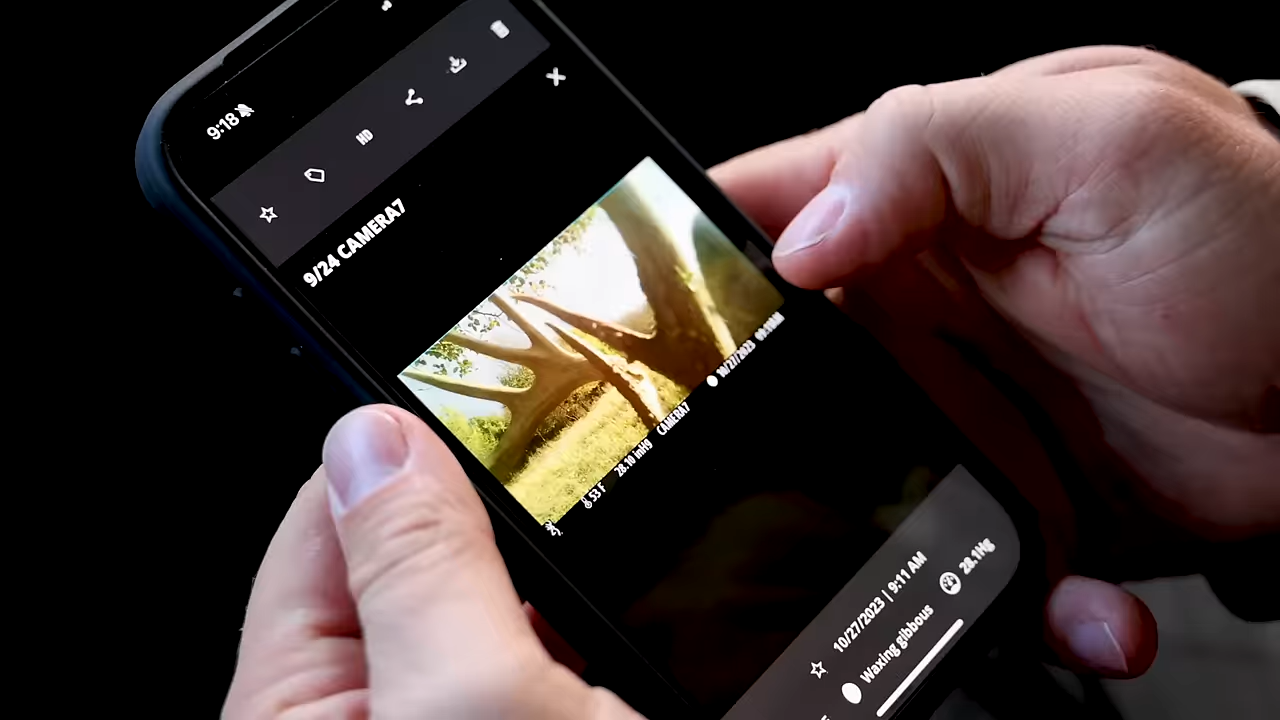 9:18
HD
9/24 CAMERA7
53 F 28.10 inHg CAMERA7 10/27/2023
10/27/2023 | 9:11 AM
Waxing gibbous 28.1Hg